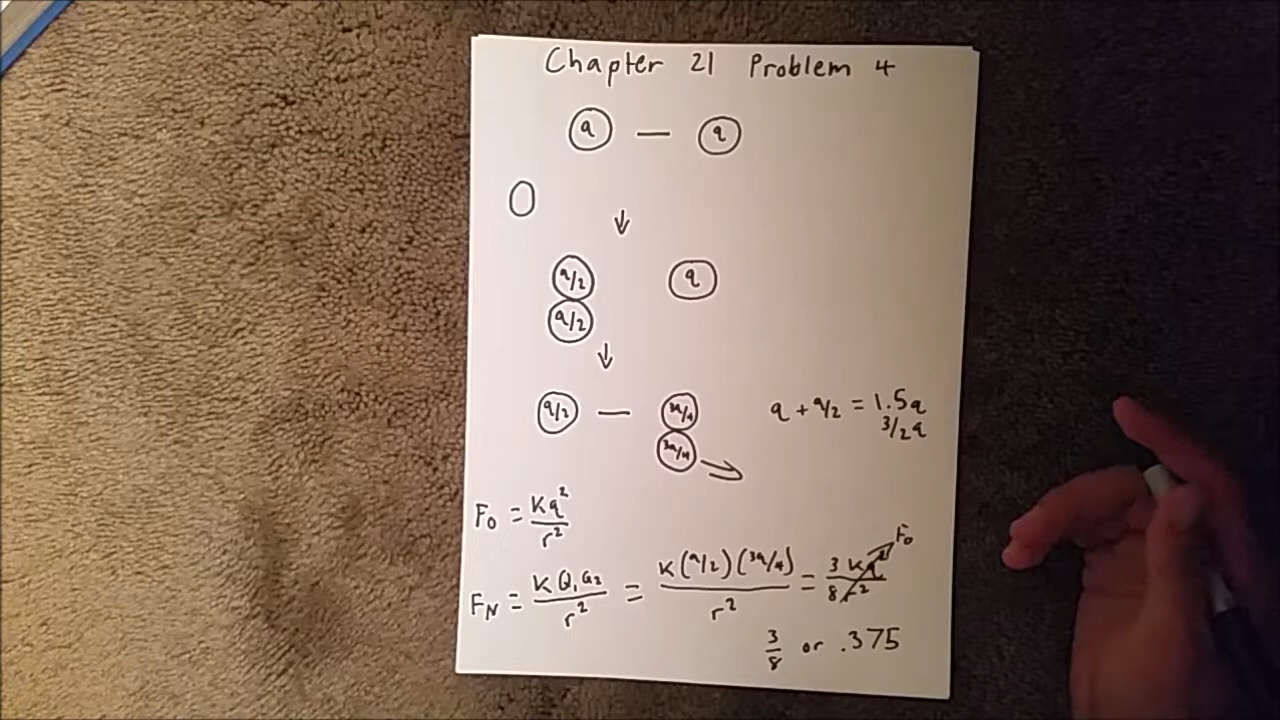 Chapter 21 Problem 4
q — q
0
↓
q/2 q
q/2
↓
q/2 — 3q/4 q + q/2 = 1.5q
3q/4 3/2 q
F0 = Kq²/r²
FN = KQ1Q2/r² = K(q/2)(3q/4)/r² = 3Kq²/8r² F0
3/8 or .375